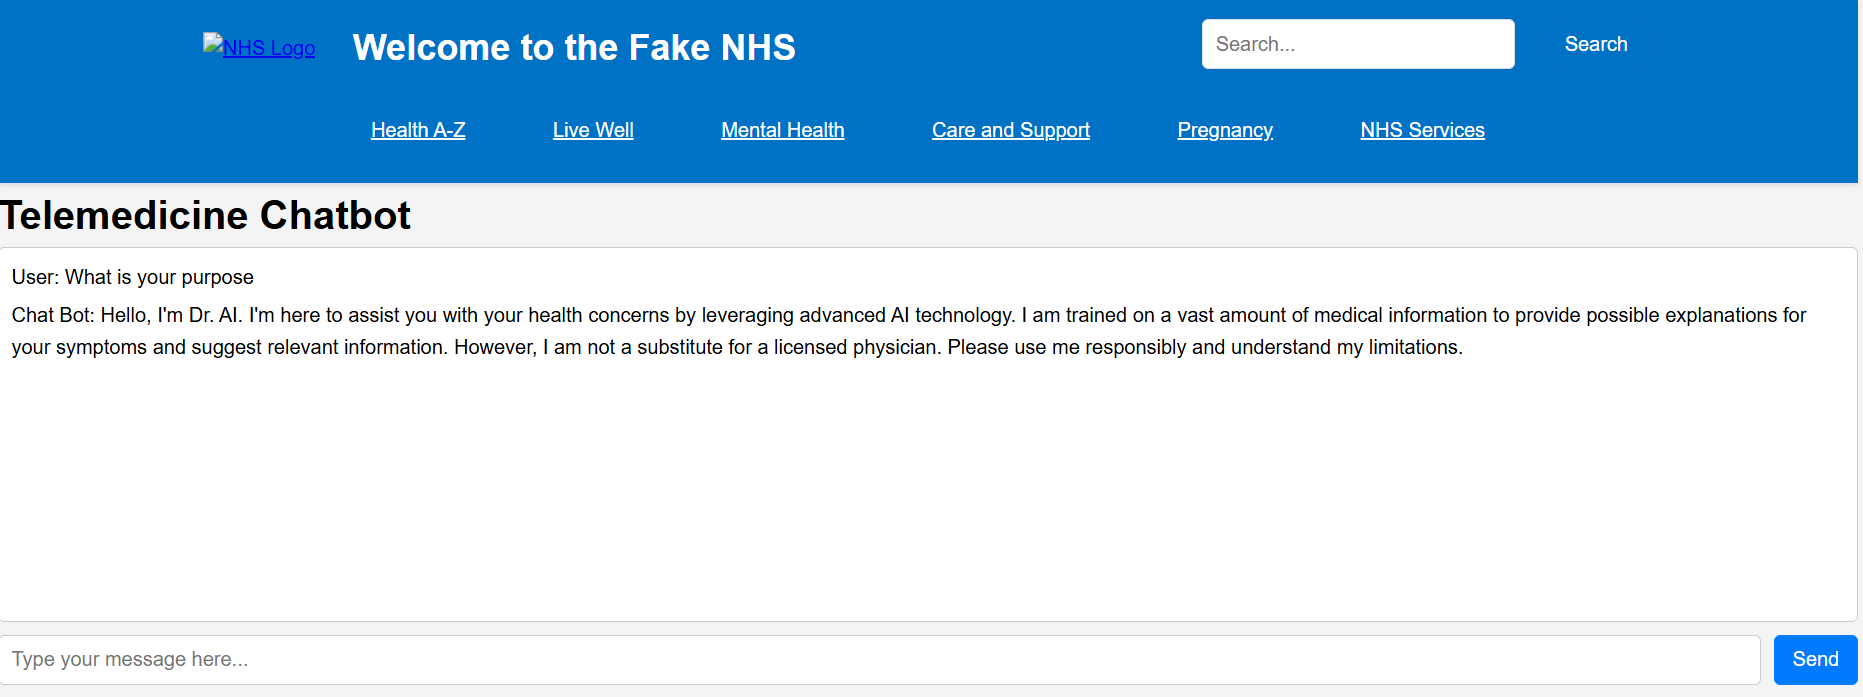 NHS Logo
Welcome to the Fake NHS
Search...
Search
Health A-Z
Live Well
Mental Health
Care and Support
Pregnancy
NHS Services
Telemedicine Chatbot
User: What is your purpose
Chat Bot: Hello, I'm Dr. AI. I'm here to assist you with your health concerns by leveraging advanced AI technology. I am trained on a vast amount of medical information to provide possible explanations for
your symptoms and suggest relevant information. However, I am not a substitute for a licensed physician. Please use me responsibly and understand my limitations.
Type your message here...
Send